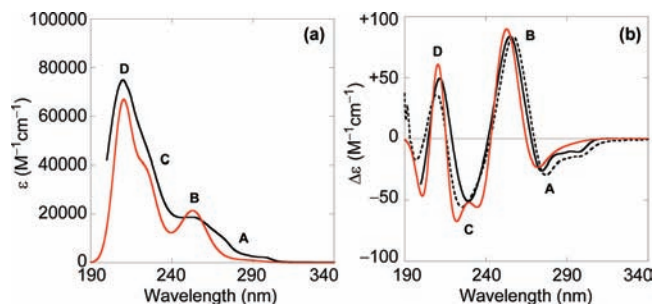 (a)
100000
80000
60000
40000
20000
0
ε (M⁻¹cm⁻¹)
D
C
B
A
190
240
290
340
Wavelength (nm)
(b)
+100
+50
0
−50
−100
Δε (M⁻¹cm⁻¹)
D
B
C
A
190
240
290
340
Wavelength (nm)